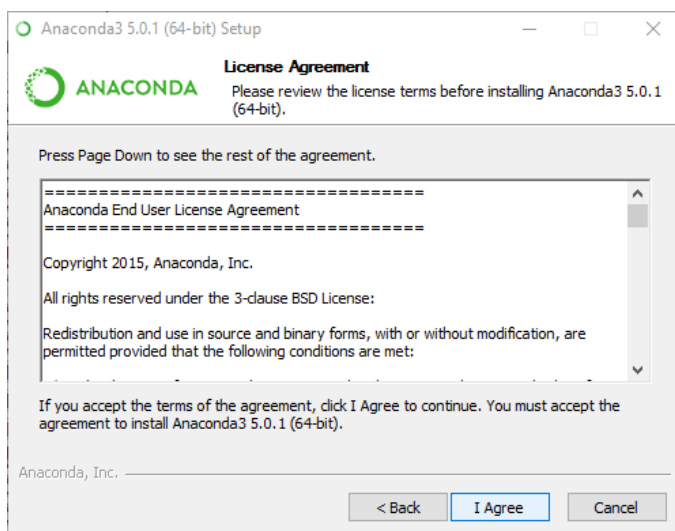 Anaconda3 5.0.1 (64-bit) Setup
ANACONDA
License Agreement
Please review the license terms before installing Anaconda3 5.0.1
(64-bit).
Press Page Down to see the rest of the agreement.
===================================
Anaconda End User License Agreement
===================================
Copyright 2015, Anaconda, Inc.
All rights reserved under the 3-clause BSD License:
Redistribution and use in source and binary forms, with or without modification, are
permitted provided that the following conditions are met:
If you accept the terms of the agreement, click I Agree to continue. You must accept the
agreement to install Anaconda3 5.0.1 (64-bit).
Anaconda, Inc.
< Back
I Agree
Cancel